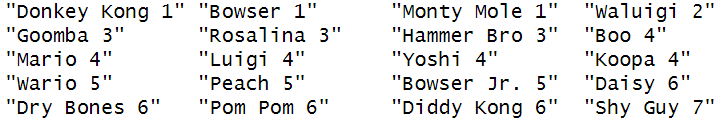 "Donkey Kong 1" "Bowser 1" "Monty Mole 1" "Waluigi 2"
"Goomba 3" "Rosalina 3" "Hammer Bro 3" "Boo 4"
"Mario 4" "Luigi 4" "Yoshi 4" "Koopa 4"
"Wario 5" "Peach 5" "Bowser Jr. 5" "Daisy 6"
"Dry Bones 6" "Pom Pom 6" "Diddy Kong 6" "Shy Guy 7"